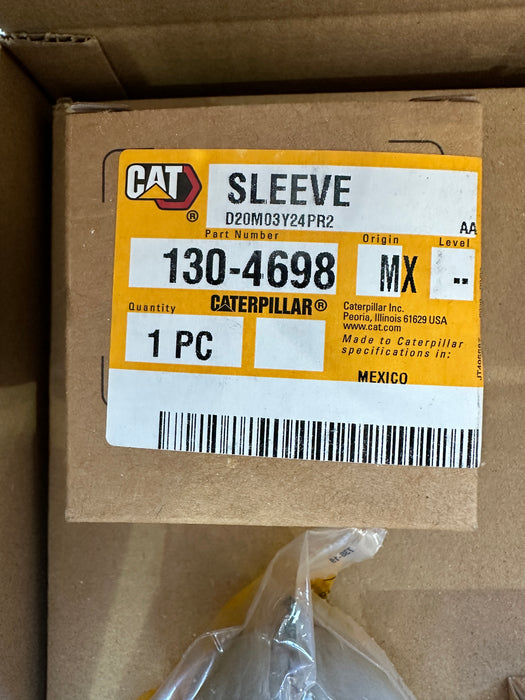 CAT
®
SLEEVE
D20M03Y24PR2
AA
Part Number
Origin
Level
130-4698
MX
--
Quantity
CATERPILLAR®
1 PC
Caterpillar Inc.
Peoria, Illinois 61629 USA
www.cat.com
Made to Caterpillar
specifications in:
MEXICO